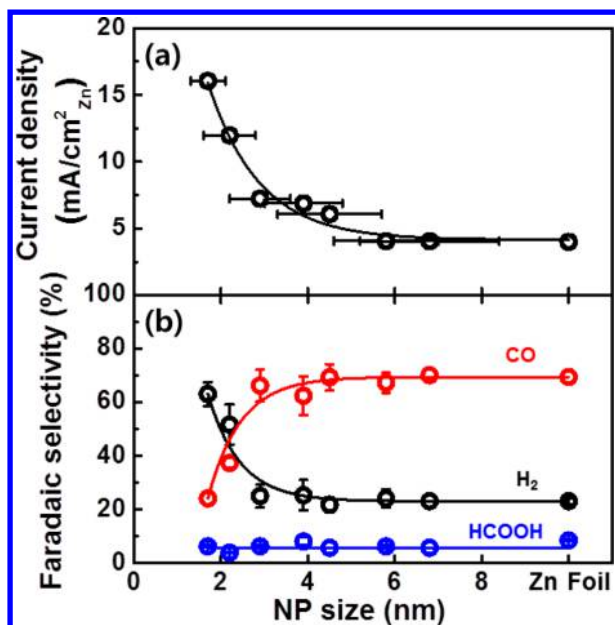 (a)
20
15
10
5
Current density
(mA/cm²Zn)
(b)
100
80
60
40
20
0
Faradaic selectivity (%)
CO
H₂
HCOOH
0 2 4 6 8 Zn Foil
NP size (nm)